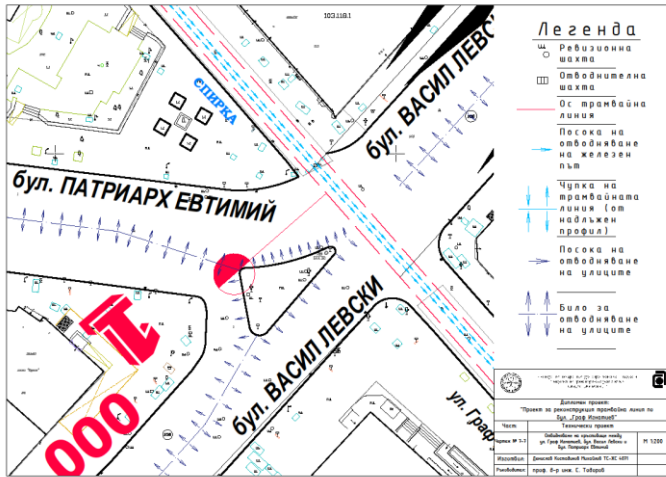 103.118.1
СПИРКА
бул. ВАСИЛ ЛЕВС
бул. ПАТРИАРХ ЕВТИМИЙ
бул. ВАСИЛ ЛЕВСКИ
ул. Граф
000
Легенда
Ревизионна
шахта
Отводнителна
шахта
Ос трамвайна
линия
Посока на
отводняване
на железен
път
Чупка на
трамвайната
линия (от
надлъжен
профил)
Посока на
отводняване
на улиците
Било за
отводняване
на улиците
Дипломен проект:
"Проект за реконструкция трамвайна линия по
бул. „Граф Игнатиев"
Част: Технически проект
М 1:200
Изготвил:
Ръководител: проф. д-р инж.